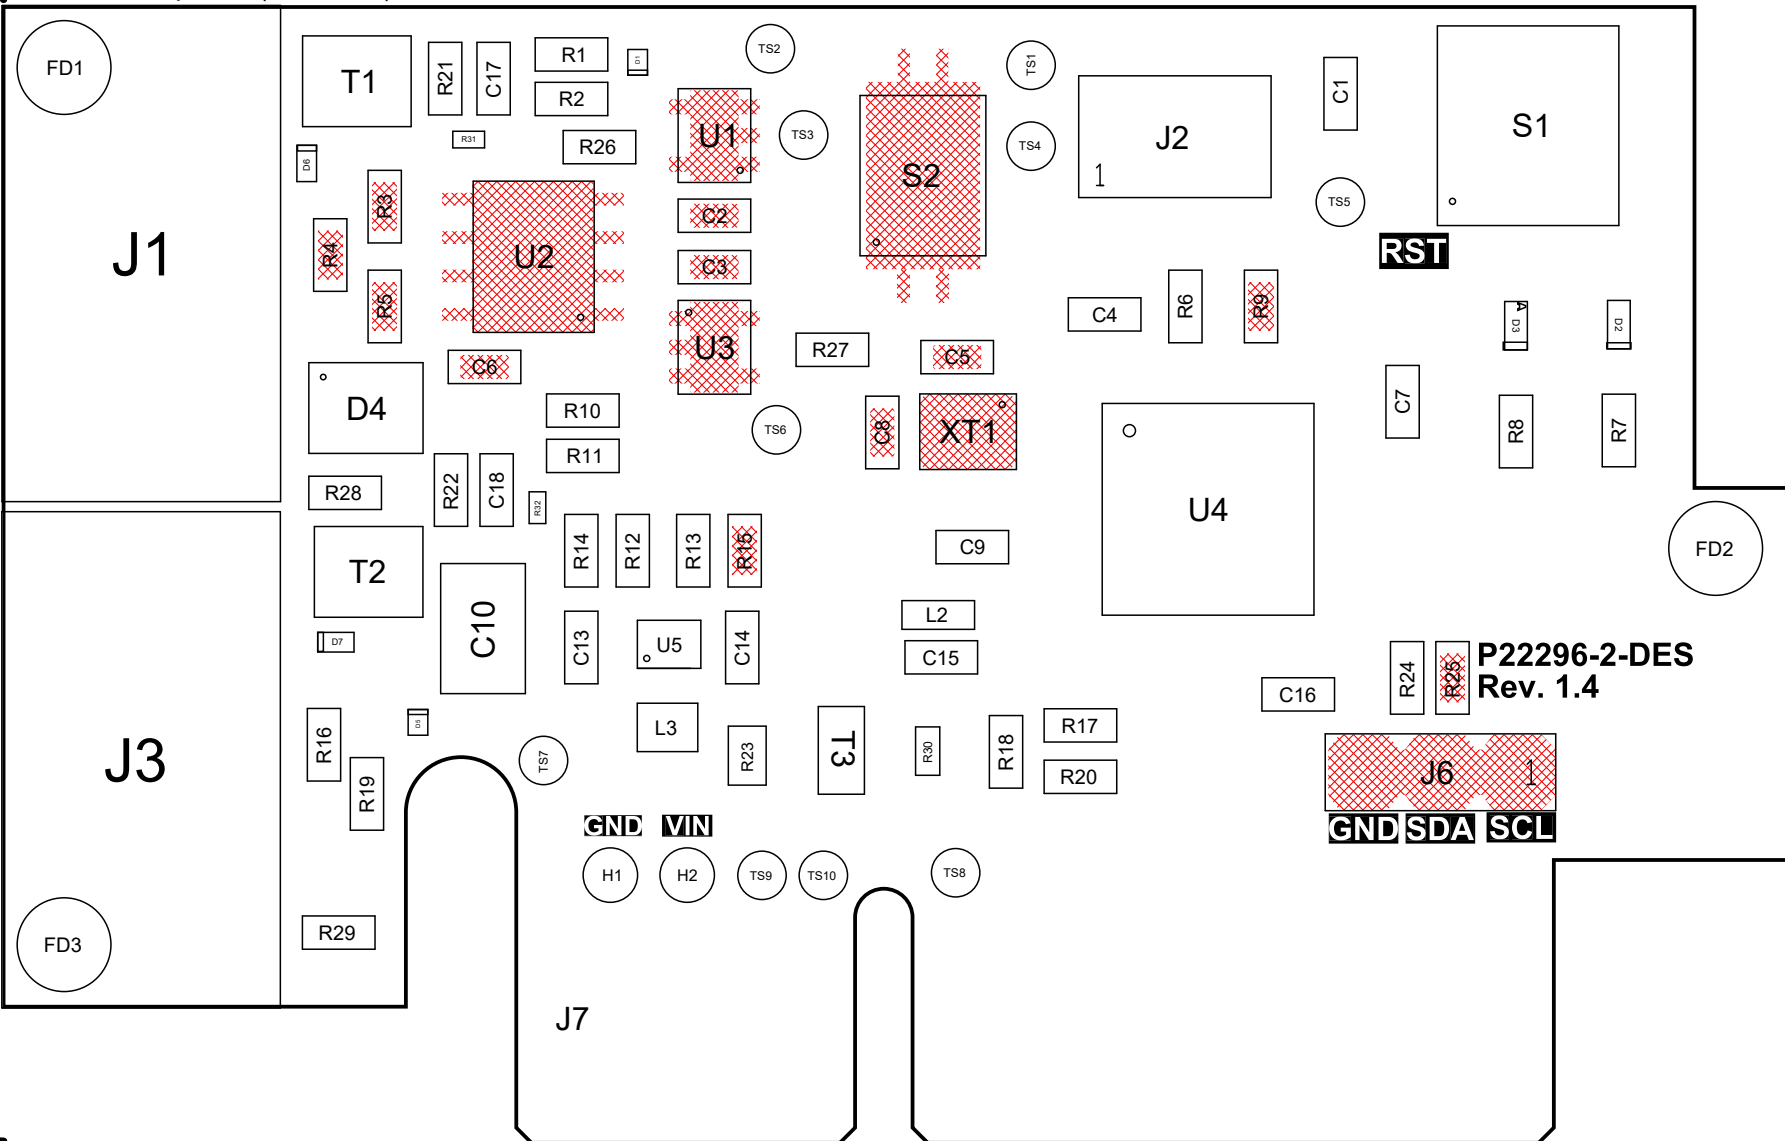 FD1
T1
R21
C17
R1
D1
R2
R31
R26
TS2
TS3
U1
TS1
TS4
S2
J2
1
C1
S1
TS5
RST
D6
R3
R4
R5
J1
U2
C2
C3
U3
C6
R27
C5
C4
R6
R9
A
D3
D2
D4
R10
R11
TS6
C8
XT1
C7
R8
R7
R28
R22
C18
R32
U4
T2
R14
R12
R13
R15
C9
FD2
C10
L2
D7
C13
U5
C14
C15
R24
R25
P22296-2-DES
Rev. 1.4
C16
J3
R16
D5
L3
R19
TS7
R23
T3
R30
R18
R17
R20
J6
1
GND
VIN
GND
SDA
SCL
H1
H2
TS9
TS10
TS8
FD3
R29
J7